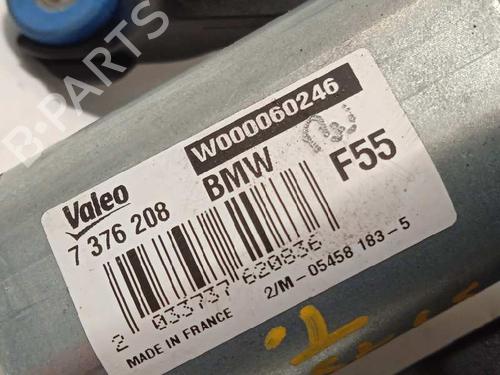 B-PARTS
W000060246
Valeo
BMW
F55
7 376 208
2 033737 620836
2/M-05458 183-5
MADE IN FRANCE